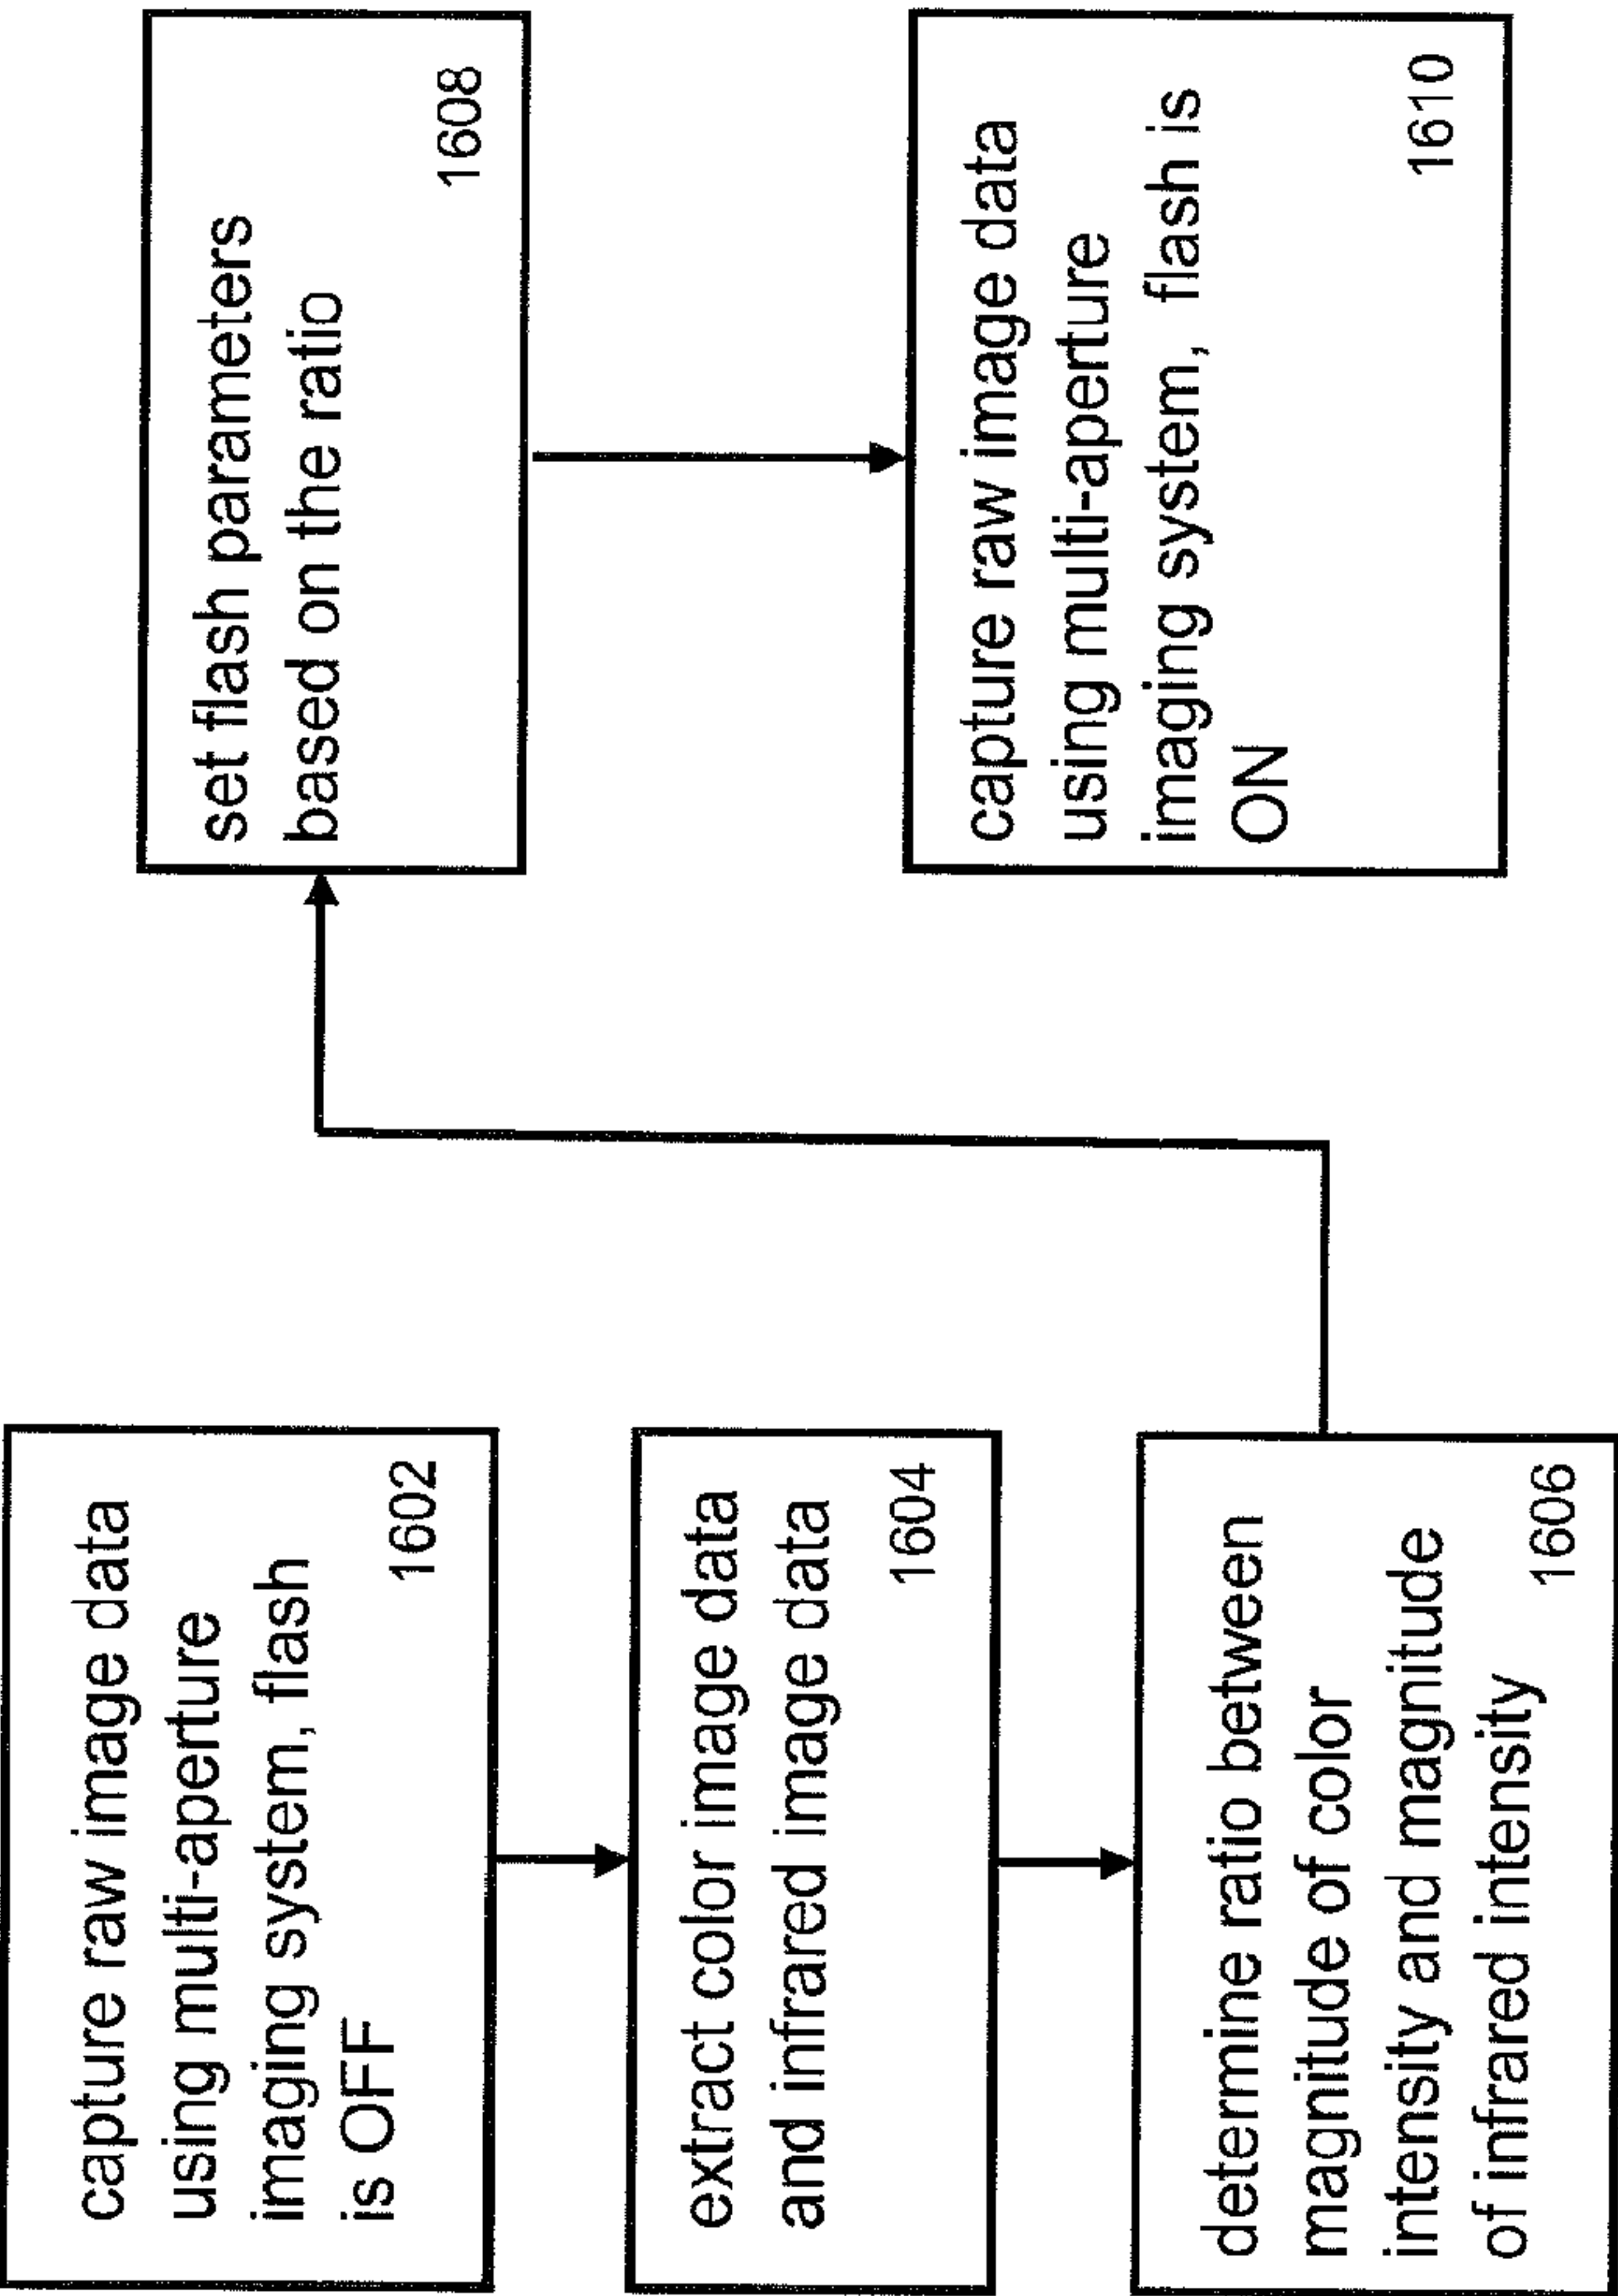 capture raw image data
using multi-aperture
imaging system, flash
is OFF
1602
extract color image data
and infrared image data
1604
determine ratio between
magnitude of color
intensity and magnitude
of infrared intensity
1606
set flash parameters
based on the ratio
1608
capture raw image data
using multi-aperture
imaging system, flash is
ON
1610